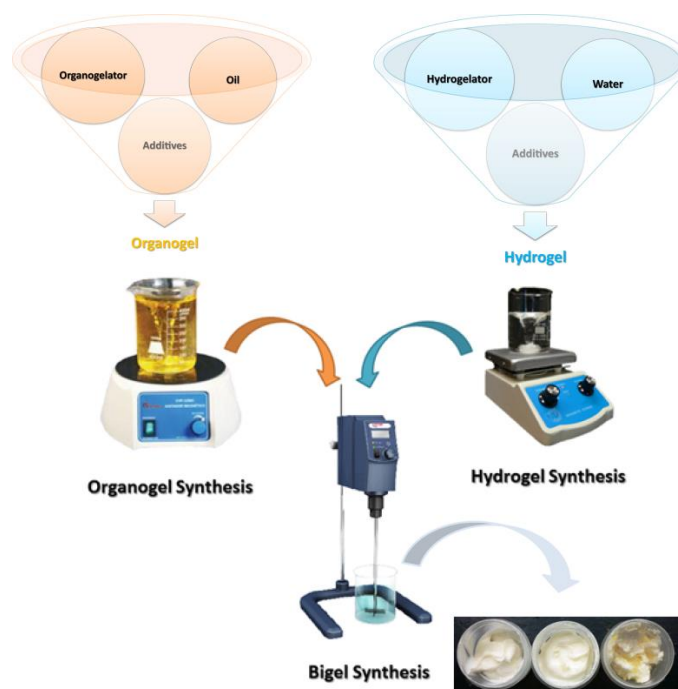 Organogelator
Oil
Additives
Organogel
Hydrogelator
Water
Additives
Hydrogel
Organogel Synthesis
Hydrogel Synthesis
Bigel Synthesis